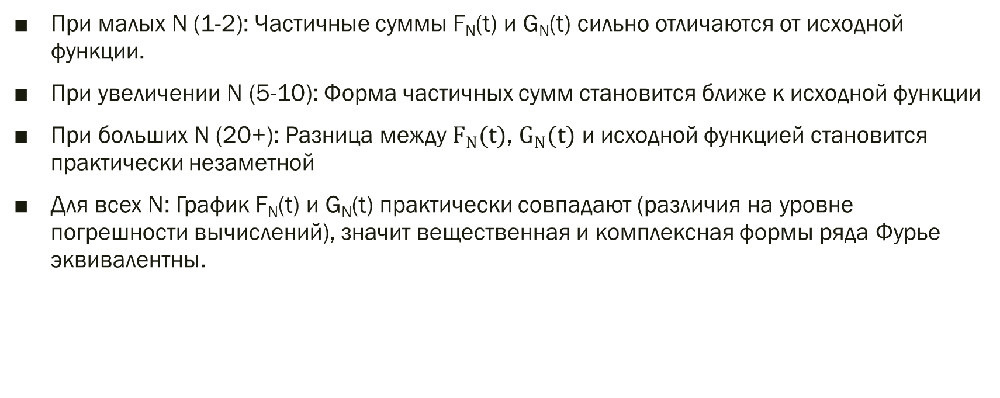 ▪ При малых N (1-2): Частичные суммы F_N(t) и G_N(t) сильно отличаются от исходной
функции.
▪ При увеличении N (5-10): Форма частичных сумм становится ближе к исходной функции
▪ При больших N (20+): Разница между F_N(t), G_N(t) и исходной функцией становится
практически незаметной
▪ Для всех N: График F_N(t) и G_N(t) практически совпадают (различия на уровне
погрешности вычислений), значит вещественная и комплексная формы ряда Фурье
эквивалентны.